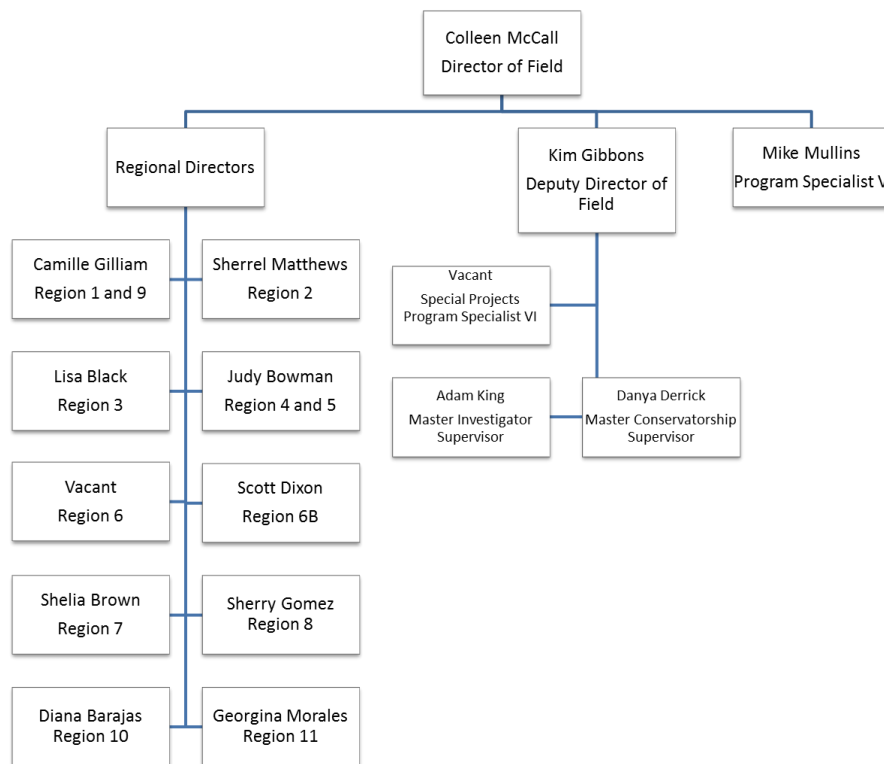 Colleen McCall
Director of Field
Regional Directors
Kim Gibbons
Deputy Director of
Field
Mike Mullins
Program Specialist V
Camille Gilliam
Region 1 and 9
Sherrel Matthews
Region 2
Vacant
Special Projects
Program Specialist VI
Lisa Black
Region 3
Judy Bowman
Region 4 and 5
Adam King
Master Investigator
Supervisor
Danya Derrick
Master Conservatorship
Supervisor
Vacant
Region 6
Scott Dixon
Region 6B
Shelia Brown
Region 7
Sherry Gomez
Region 8
Diana Barajas
Region 10
Georgina Morales
Region 11